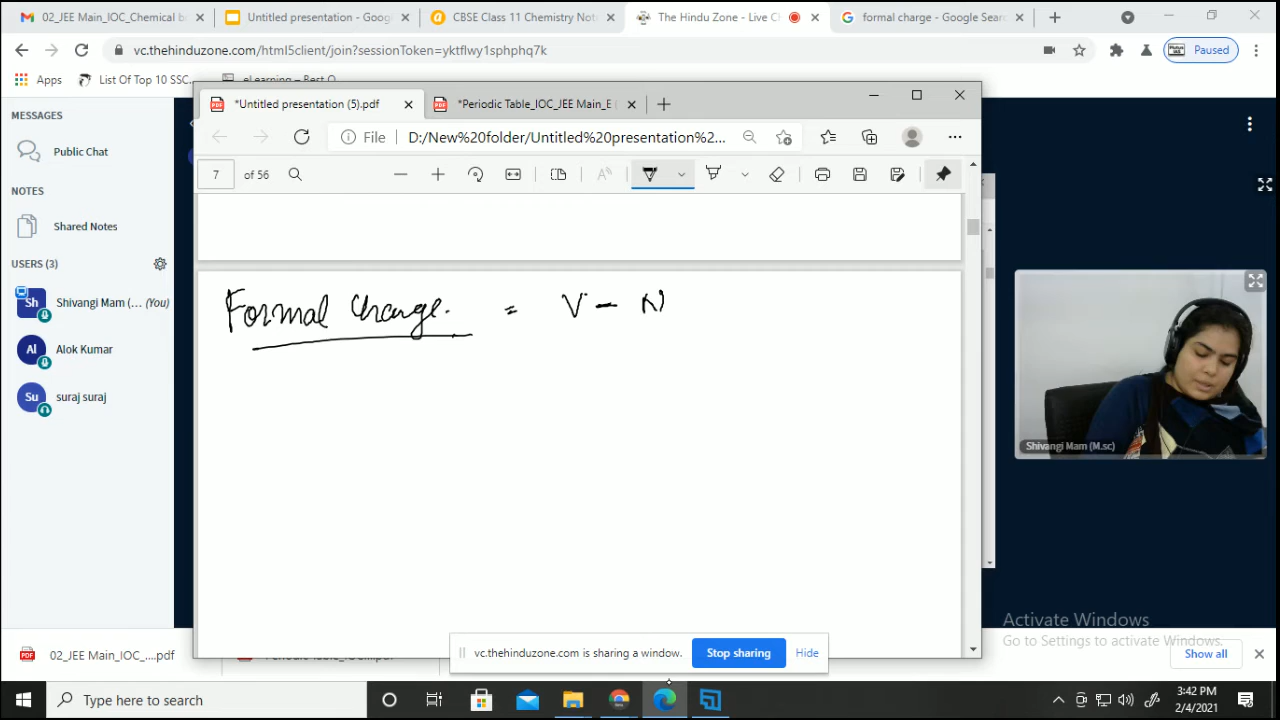 02_JEE Main_IOC_Chemical b
Untitled presentation - Goog
CBSE Class 11 Chemistry Not
The Hindu Zone - Live C
formal charge - Google Sear
vc.thehinduzone.com/html5client/join?sessionToken=yktflwy1sphphq7k
Paused
Apps
List Of Top 10 SSC...
eLearning – Best O
MESSAGES
Public Chat
NOTES
Shared Notes
USERS (3)
Sh
Shivangi Mam (... (You)
Al
Alok Kumar
Su
suraj suraj
*Untitled presentation (5).pdf
*Periodic Table_IOC_JEE Main_E
File
D:/New%20folder/Untitled%20presentation%2...
7
of 56
Formal Charge. = V - N
Shivangi Mam (M.sc)
Activate Windows
Go to Settings to activate Windows.
vc.thehinduzone.com is sharing a window.
Stop sharing
Hide
02_JEE Main_IOC_....pdf
Show all
Type here to search
3:42 PM
2/4/2021